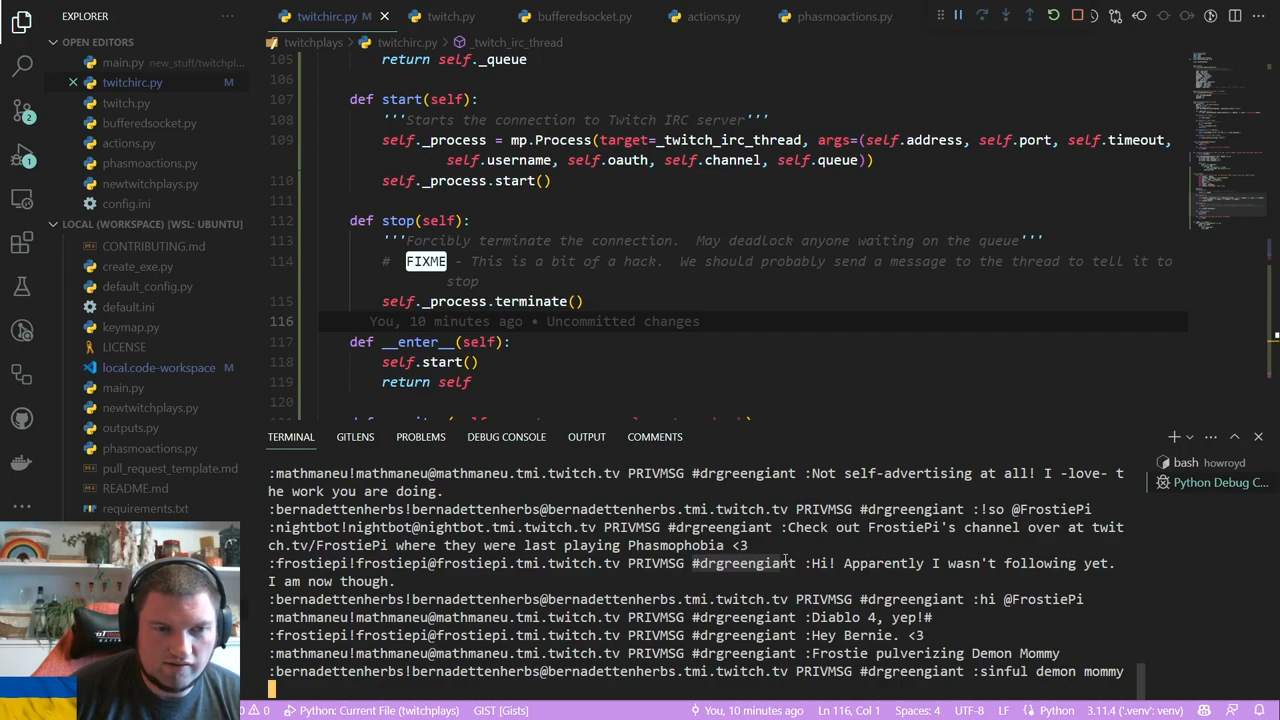 EXPLORER
OPEN EDITORS
main.py new_stuff/twitchpl...
twitchirc.py M
twitch.py
bufferedsocket.py
actions.py
phasmoactions.py
newtwitchplays.py
config.ini
LOCAL (WORKSPACE) [WSL: UBUNTU]
CONTRIBUTING.md
create_exe.py
default_config.py
default.ini
keymap.py
LICENSE
local.code-workspace M
main.py
newtwitchplays.py
outputs.py
phasmoactions.py
pull_request_template.md
README.md
requirements.txt
2
1
twitchirc.py M
twitch.py
bufferedsocket.py
actions.py
phasmoactions.py
twitchplays > twitchirc.py > _twitch_irc_thread
105 return self._queue
106
107 def start(self):
108 '''Starts the connection to Twitch IRC server'''
109 self._process = mp.Process(target=_twitch_irc_thread, args=(self.address, self.port, self.timeout,
self.username, self.oauth, self.channel, self.queue))
110 self._process.start()
111
112 def stop(self):
113 '''Forcibly terminate the connection. May deadlock anyone waiting on the queue'''
114 # FIXME - This is a bit of a hack. We should probably send a message to the thread to tell it to
stop
115 self._process.terminate()
116 You, 10 minutes ago • Uncommitted changes
117 def __enter__(self):
118 self.start()
119 return self
120
TERMINAL GITLENS PROBLEMS DEBUG CONSOLE OUTPUT COMMENTS
:mathmaneu!mathmaneu@mathmaneu.tmi.twitch.tv PRIVMSG #drgreengiant :Not self-advertising at all! I -love- t
he work you are doing.
:bernadettenherbs!bernadettenherbs@bernadettenherbs.tmi.twitch.tv PRIVMSG #drgreengiant :!so @FrostiePi
:nightbot!nightbot@nightbot.tmi.twitch.tv PRIVMSG #drgreengiant :Check out FrostiePi's channel over at twit
ch.tv/FrostiePi where they were last playing Phasmophobia <3
:frostiepi!frostiepi@frostiepi.tmi.twitch.tv PRIVMSG #drgreengiant :Hi! Apparently I wasn't following yet.
I am now though.
:bernadettenherbs!bernadettenherbs@bernadettenherbs.tmi.twitch.tv PRIVMSG #drgreengiant :hi @FrostiePi
:bernadettenherbs!bernadettenherbs@bernadettenherbs.tmi.twitch.tv PRIVMSG #drgreengiant :Diablo 4, yep!#
:frostiepi!frostiepi@frostiepi.tmi.twitch.tv PRIVMSG #drgreengiant :Hey Bernie. <3
:mathmaneu!mathmaneu@mathmaneu.tmi.twitch.tv PRIVMSG #drgreengiant :Frostie pulverizing Demon Mommy
:bernadettenherbs!bernadettenherbs@bernadettenherbs.tmi.twitch.tv PRIVMSG #drgreengiant :sinful demon mommy
bash howroyd
Python Debug C...
0 Python: Current File (twitchplays) GIST [Gists] You, 10 minutes ago Ln 116, Col 1 Spaces: 4 UTF-8 LF Python 3.11.4 ('.venv': venv)